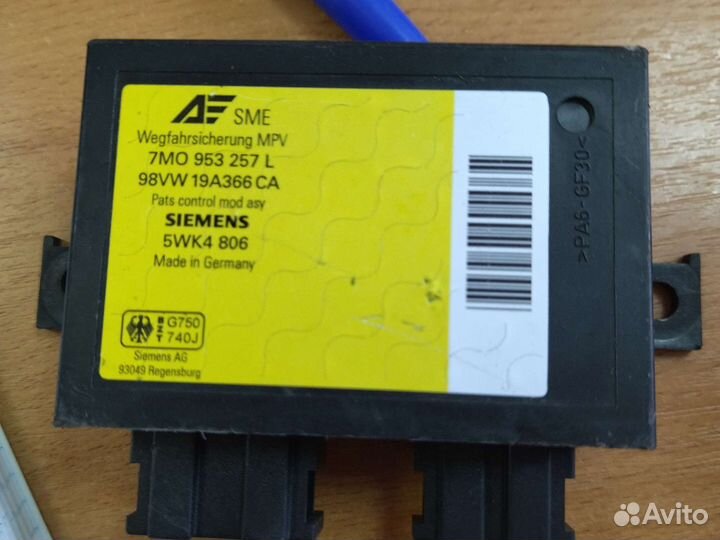 AE SME
Wegfahrsicherung MPV
7MO 953 257 L
98VW 19A366 CA
Pats control mod asy
SIEMENS
5WK4 806
Made in Germany
BZT G750
740J
Siemens AG
93049 Regensburg
>PA6-GF30<
Avito